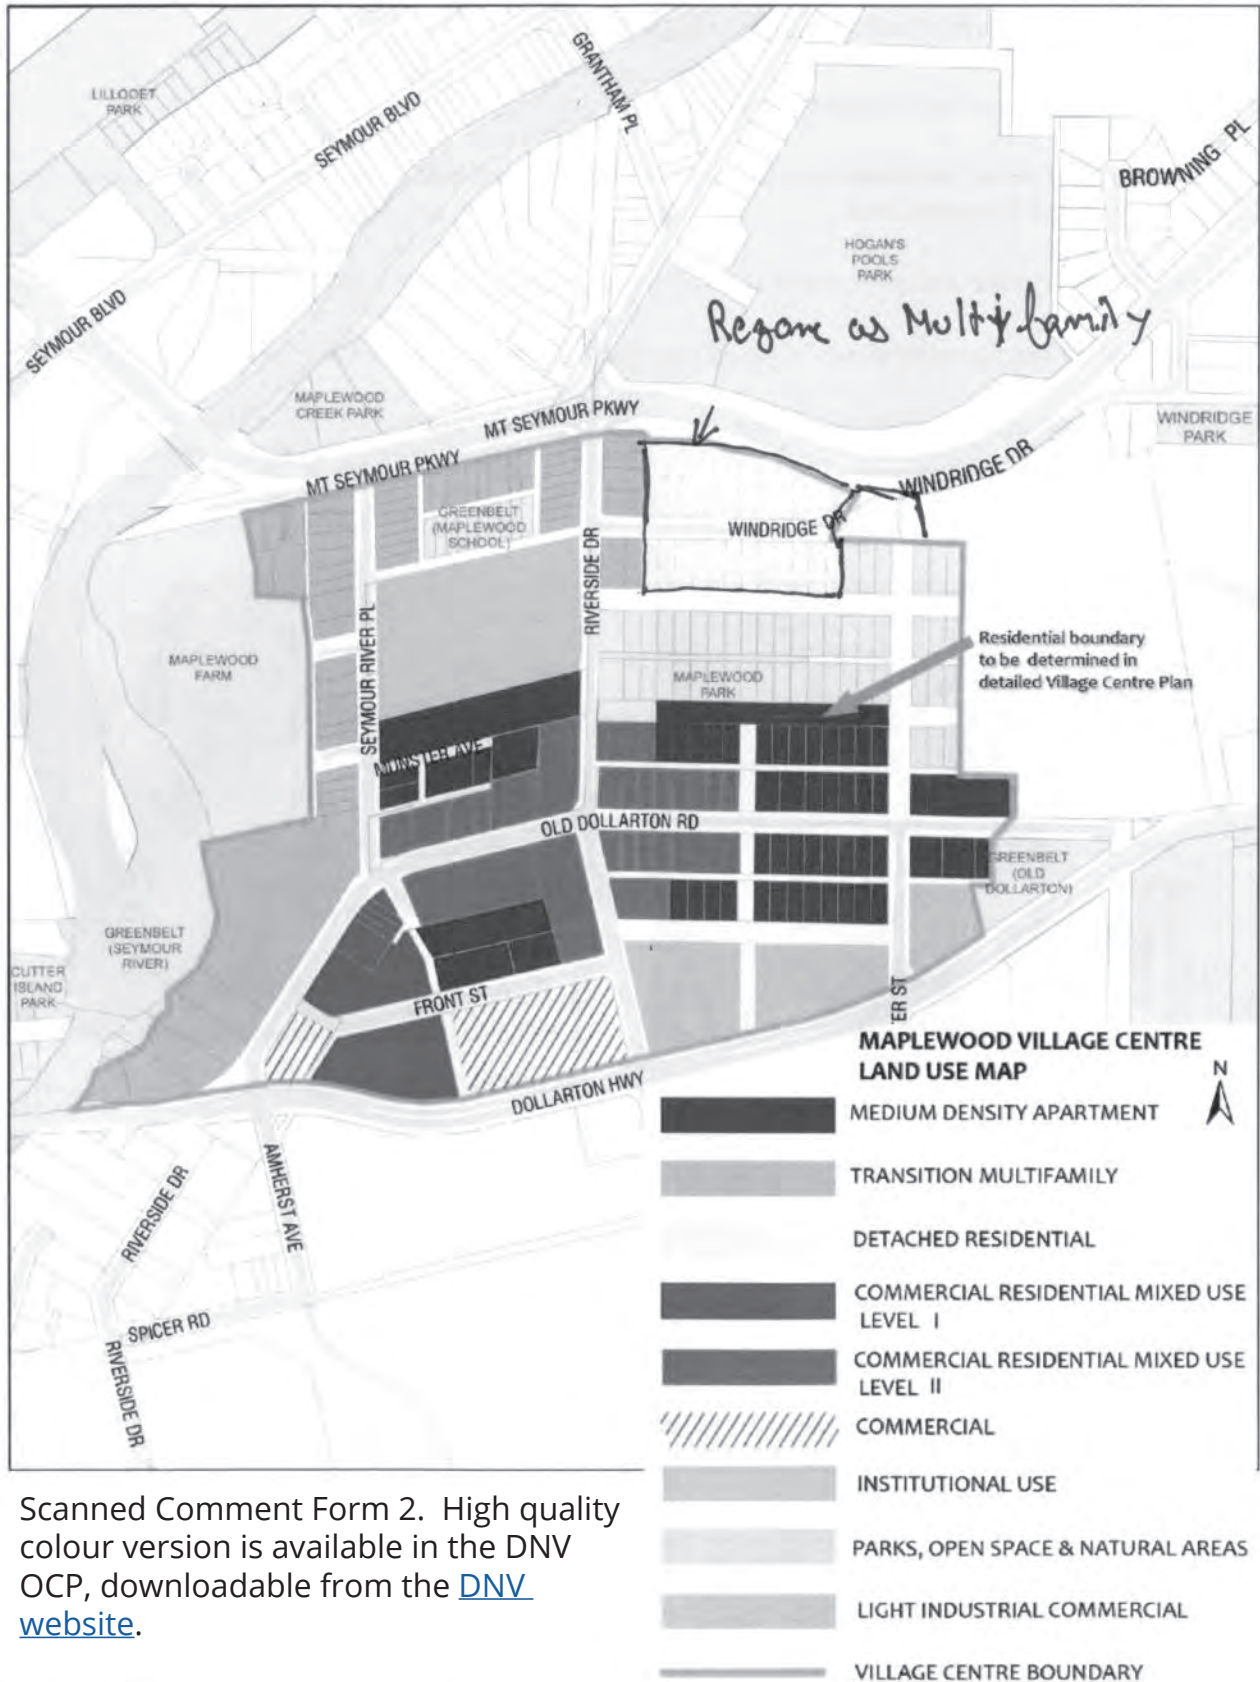 LILLOOET
PARK
SEYMOUR BLVD
GRANTHAM PL
BROWNING PL
HOGAN'S
POOLS
PARK
SEYMOUR BLVD
Rezone as Multi family
MAPLEWOOD
CREEK PARK
MT SEYMOUR PKWY
WINDRIDGE
PARK
MT SEYMOUR PKWY
WINDRIDGE DR
GREENBELT
(MAPLEWOOD
SCHOOL)
WINDRIDGE DR
RIVERSIDE DR
SEYMOUR RIVER PL
Residential boundary
to be determined in
detailed Village Centre Plan
MAPLEWOOD
FARM
MAPLEWOOD
PARK
MUNSTER AVE
OLD DOLLARTON RD
GREENBELT
(OLD
DOLLARTON)
GREENBELT
(SEYMOUR
RIVER)
CUTTER
ISLAND
PARK
FRONT ST
ER ST
DOLLARTON HWY
AMHERST AVE
RIVERSIDE DR
SPICER RD
RIVERSIDE DR
MAPLEWOOD VILLAGE CENTRE
LAND USE MAP
N
MEDIUM DENSITY APARTMENT
TRANSITION MULTIFAMILY
DETACHED RESIDENTIAL
COMMERCIAL RESIDENTIAL MIXED USE
LEVEL I
COMMERCIAL RESIDENTIAL MIXED USE
LEVEL II
COMMERCIAL
INSTITUTIONAL USE
PARKS, OPEN SPACE & NATURAL AREAS
LIGHT INDUSTRIAL COMMERCIAL
VILLAGE CENTRE BOUNDARY
Scanned Comment Form 2. High quality
colour version is available in the DNV
OCP, downloadable from the DNV
website.